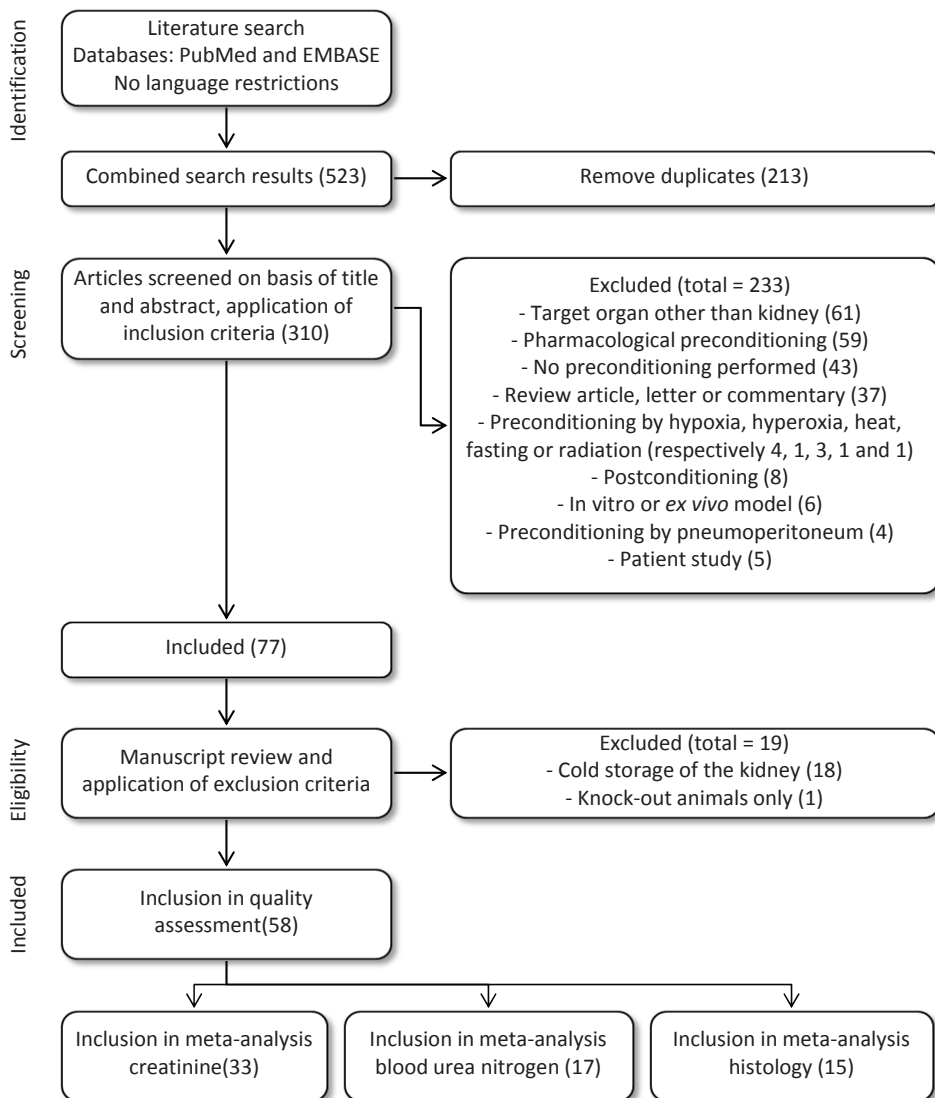 Identification
Literature search
Databases: PubMed and EMBASE
No language restrictions
Combined search results (523)
Remove duplicates (213)
Screening
Articles screened on basis of title
and abstract, application of
inclusion criteria (310)
Excluded (total = 233)
- Target organ other than kidney (61)
- Pharmacological preconditioning (59)
- No preconditioning performed (43)
- Review article, letter or commentary (37)
- Preconditioning by hypoxia, hyperoxia, heat,
fasting or radiation (respectively 4, 1, 3, 1 and 1)
- Postconditioning (8)
- In vitro or ex vivo model (6)
- Preconditioning by pneumoperitoneum (4)
- Patient study (5)
Included (77)
Eligibility
Manuscript review and
application of exclusion criteria
Excluded (total = 19)
- Cold storage of the kidney (18)
- Knock-out animals only (1)
Included
Inclusion in quality
assessment(58)
Inclusion in meta-analysis
creatinine(33)
Inclusion in meta-analysis
blood urea nitrogen (17)
Inclusion in meta-analysis
histology (15)